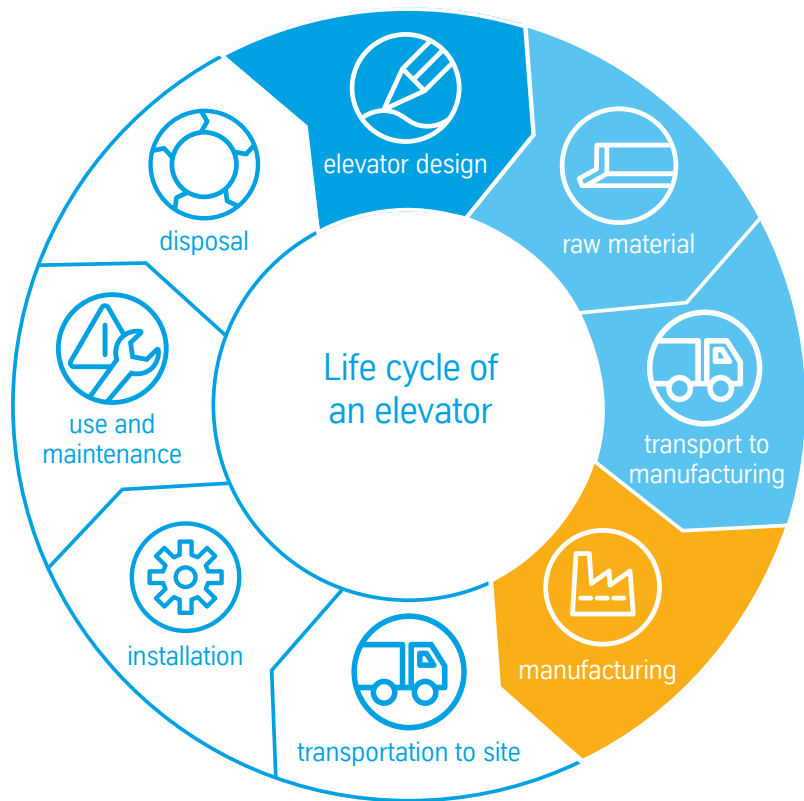 Life cycle of
an elevator
elevator design
raw material
transport to
manufacturing
manufacturing
transportation to site
installation
use and
maintenance
disposal